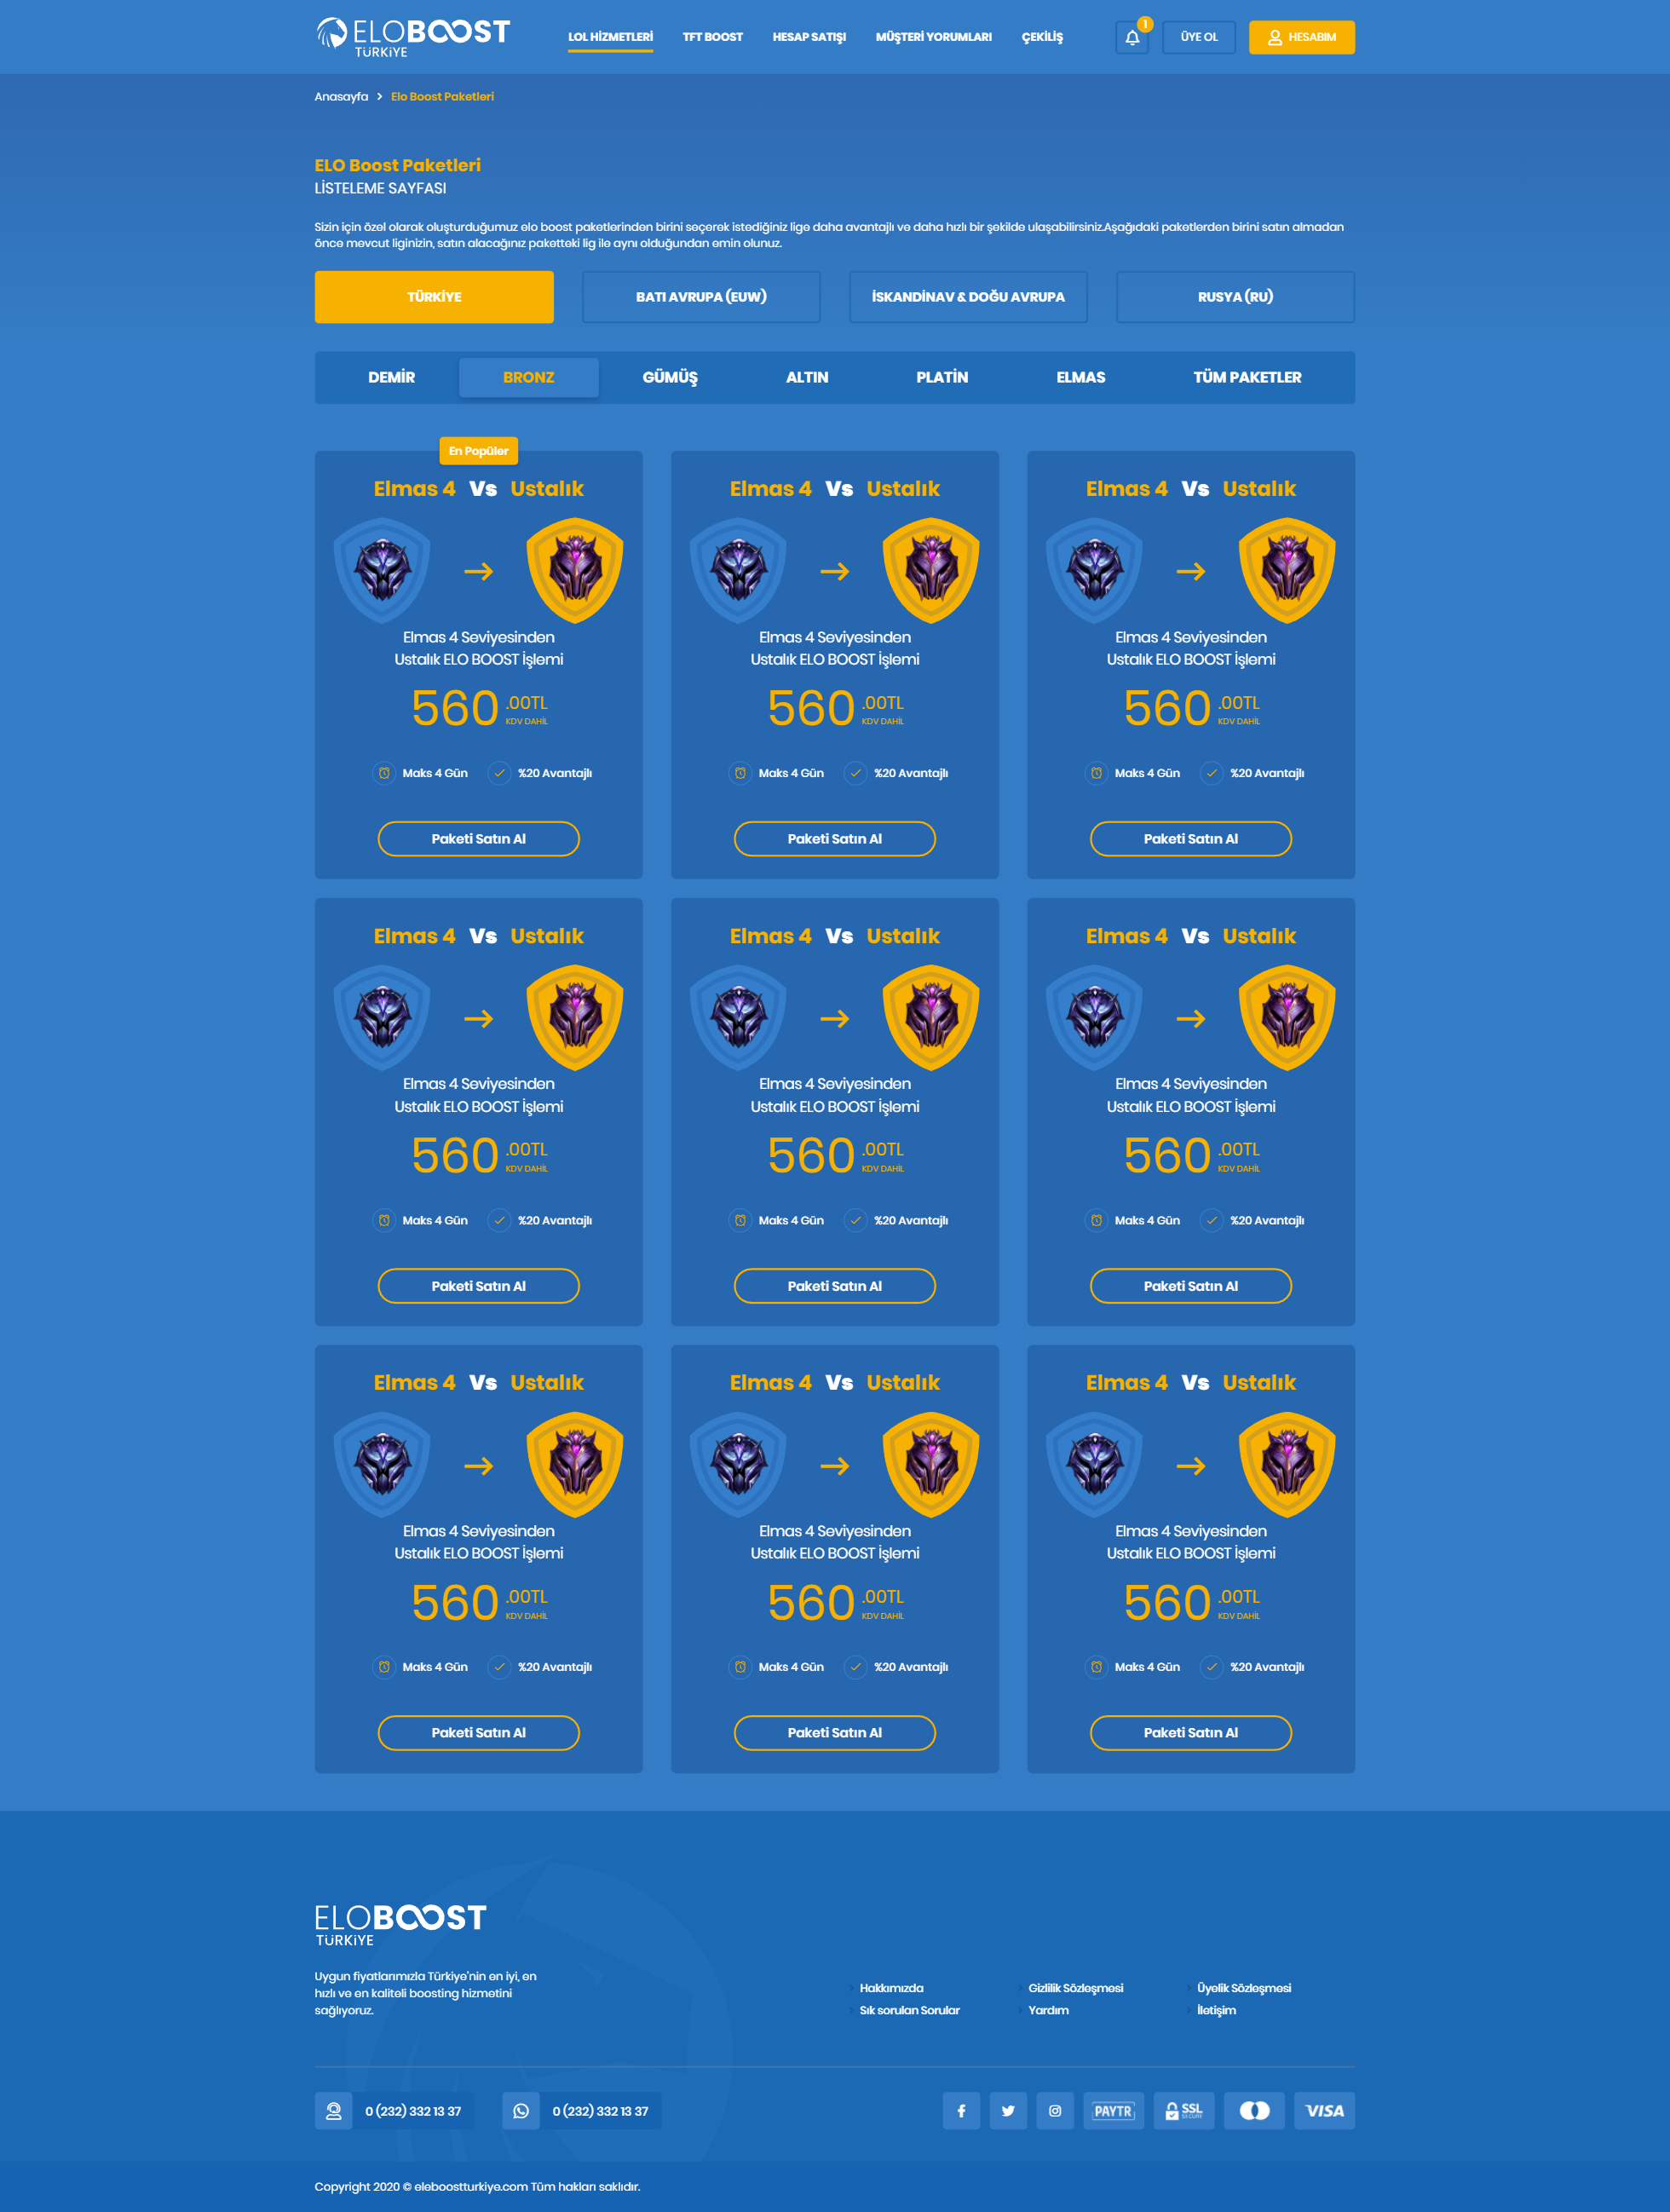 ELOBOOST
TÜRKİYE
LOL HİZMETLERİ
TFT BOOST
HESAP SATIŞI
MÜŞTERİ YORUMLARI
ÇEKİLİŞ
1
ÜYE OL
HESABIM
Anasayfa > Elo Boost Paketleri
ELO Boost Paketleri
LİSTELEME SAYFASI
Sizin için özel olarak oluşturduğumuz elo boost paketlerinden birini seçerek istediğiniz lige daha avantajlı ve daha hızlı bir şekilde ulaşabilirsiniz.Aşağıdaki paketlerden birini satın almadan
önce mevcut liginizin, satın alacağınız paketteki lig ile aynı olduğundan emin olunuz.
TÜRKİYE
BATI AVRUPA (EUW)
İSKANDİNAV & DOĞU AVRUPA
RUSYA (RU)
DEMİR
BRONZ
GÜMÜŞ
ALTIN
PLATİN
ELMAS
TÜM PAKETLER
En Popüler
Elmas 4 Vs Ustalık
Elmas 4 Seviyesinden
Ustalık ELO BOOST İşlemi
560 .00TL
KDV DAHİL
Maks 4 Gün
%20 Avantajlı
Paketi Satın Al
Elmas 4 Vs Ustalık
Elmas 4 Seviyesinden
Ustalık ELO BOOST İşlemi
560 .00TL
KDV DAHİL
Maks 4 Gün
%20 Avantajlı
Paketi Satın Al
Elmas 4 Vs Ustalık
Elmas 4 Seviyesinden
Ustalık ELO BOOST İşlemi
560 .00TL
KDV DAHİL
Maks 4 Gün
%20 Avantajlı
Paketi Satın Al
Elmas 4 Vs Ustalık
Elmas 4 Seviyesinden
Ustalık ELO BOOST İşlemi
560 .00TL
KDV DAHİL
Maks 4 Gün
%20 Avantajlı
Paketi Satın Al
Elmas 4 Vs Ustalık
Elmas 4 Seviyesinden
Ustalık ELO BOOST İşlemi
560 .00TL
KDV DAHİL
Maks 4 Gün
%20 Avantajlı
Paketi Satın Al
Elmas 4 Vs Ustalık
Elmas 4 Seviyesinden
Ustalık ELO BOOST İşlemi
560 .00TL
KDV DAHİL
Maks 4 Gün
%20 Avantajlı
Paketi Satın Al
Elmas 4 Vs Ustalık
Elmas 4 Seviyesinden
Ustalık ELO BOOST İşlemi
560 .00TL
KDV DAHİL
Maks 4 Gün
%20 Avantajlı
Paketi Satın Al
Elmas 4 Vs Ustalık
Elmas 4 Seviyesinden
Ustalık ELO BOOST İşlemi
560 .00TL
KDV DAHİL
Maks 4 Gün
%20 Avantajlı
Paketi Satın Al
Elmas 4 Vs Ustalık
Elmas 4 Seviyesinden
Ustalık ELO BOOST İşlemi
560 .00TL
KDV DAHİL
Maks 4 Gün
%20 Avantajlı
Paketi Satın Al
ELOBOOST
TÜRKİYE
Uygun fiyatlarımızla Türkiye'nin en iyi, en
hızlı ve en kaliteli boosting hizmetini
sağlıyoruz.
Hakkımızda
Gizlilik Sözleşmesi
Üyelik Sözleşmesi
Sık sorulan Sorular
Yardım
İletişim
0 (232) 332 13 37
0 (232) 332 13 37
PAYTR
SSL
SECURE
VISA
Copyright 2020 © eleboostturkiye.com Tüm hakları saklıdır.